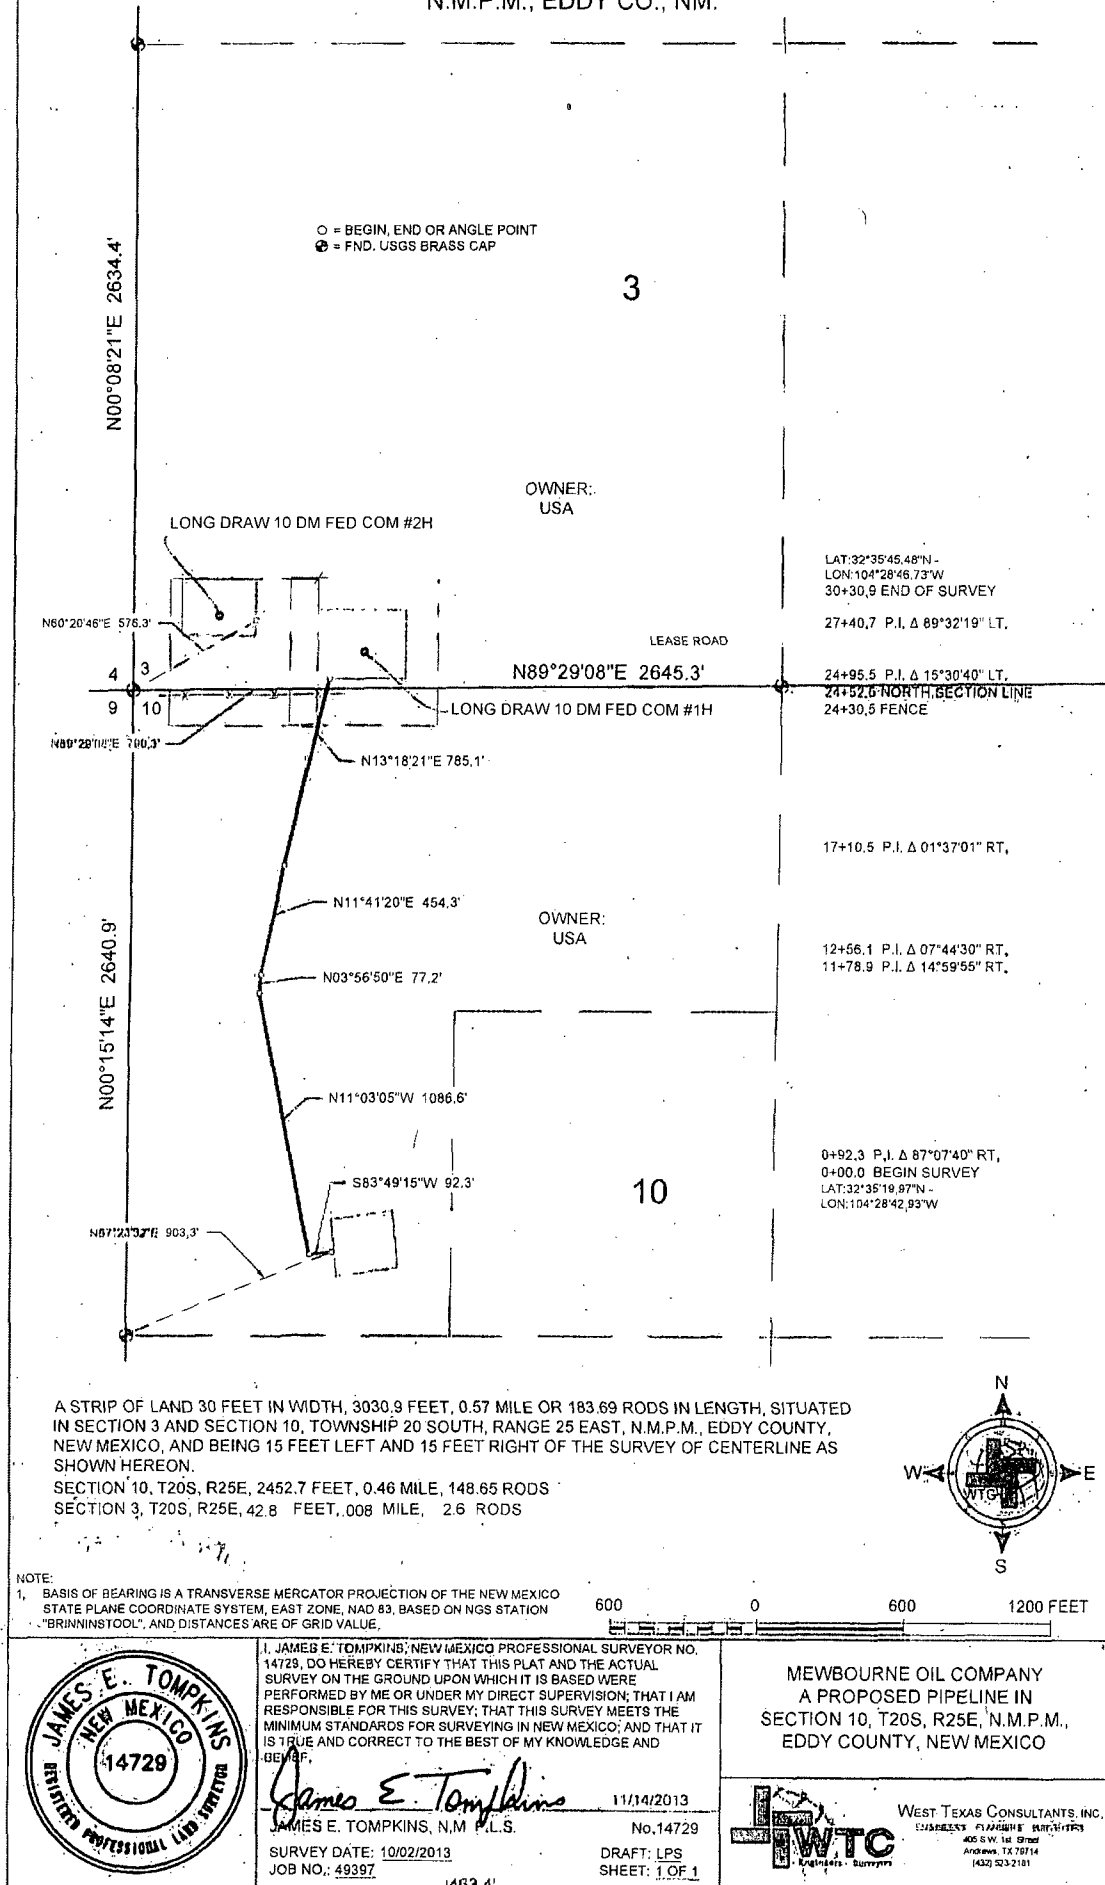 N.M.P.M., EDDY CO., NM.
N00°08'21"E 2634.4'
O = BEGIN, END OR ANGLE POINT
= FND. USGS BRASS CAP
3
OWNER:
USA
LONG DRAW 10 DM FED COM #2H
LAT:32°35'45.48"N -
LON:104°28'46.73"W
30+30.9 END OF SURVEY
N60°20'46"E 576.3'
27+40.7 P.I. Δ 89°32'19" LT.
LEASE ROAD
4 3
N89°29'08"E 2645.3'
24+95.5 P.I. Δ 15°30'40" LT.
24+52.6 NORTH SECTION LINE
9 10
LONG DRAW 10 DM FED COM #1H
24+30.5 FENCE
N89°29'08"E 790.3'
N13°18'21"E 785.1'
17+10.5 P.I. Δ 01°37'01" RT.
N11°41'20"E 454.3'
OWNER:
USA
N00°15'14"E 2640.9'
12+56.1 P.I. Δ 07°44'30" RT.
11+78.9 P.I. Δ 14°59'55" RT.
N03°56'50"E 77.2'
N11°03'05"W 1086.6'
0+92.3 P.I. Δ 87°07'40" RT.
0+00.0 BEGIN SURVEY
LAT:32°35'19.97"N -
LON:104°28'42.93"W
S83°49'15"W 92.3'
10
903.3'
A STRIP OF LAND 30 FEET IN WIDTH, 3030.9 FEET, 0.57 MILE OR 183.69 RODS IN LENGTH, SITUATED
IN SECTION 3 AND SECTION 10, TOWNSHIP 20 SOUTH, RANGE 25 EAST, N.M.P.M., EDDY COUNTY,
NEW MEXICO, AND BEING 15 FEET LEFT AND 15 FEET RIGHT OF THE SURVEY OF CENTERLINE AS
SHOWN HEREON.
SECTION 10, T20S, R25E, 2452.7 FEET, 0.46 MILE, 148.65 RODS
SECTION 3, T20S, R25E, 42.8 FEET, .008 MILE, 2.6 RODS
N
W E
WTC
S
NOTE:
1. BASIS OF BEARING IS A TRANSVERSE MERCATOR PROJECTION OF THE NEW MEXICO
STATE PLANE COORDINATE SYSTEM, EAST ZONE, NAD 83, BASED ON NGS STATION
"BRINNINSTOOL", AND DISTANCES ARE OF GRID VALUE.
600 0 600 1200 FEET
JAMES E. TOMPKINS
NEW MEXICO
14729
REGISTERED PROFESSIONAL LAND SURVEYOR
I, JAMES E. TOMPKINS, NEW MEXICO PROFESSIONAL SURVEYOR NO.
14729, DO HEREBY CERTIFY THAT THIS PLAT AND THE ACTUAL
SURVEY ON THE GROUND UPON WHICH IT IS BASED WERE
PERFORMED BY ME OR UNDER MY DIRECT SUPERVISION; THAT I AM
RESPONSIBLE FOR THIS SURVEY; THAT THIS SURVEY MEETS THE
MINIMUM STANDARDS FOR SURVEYING IN NEW MEXICO; AND THAT IT
IS TRUE AND CORRECT TO THE BEST OF MY KNOWLEDGE AND
BELIEF.
James E. Tompkins
11/14/2013
JAMES E. TOMPKINS, N.M P.L.S.
No.14729
SURVEY DATE: 10/02/2013
DRAFT: LPS
JOB NO.: 49397
SHEET: 1 OF 1
1463.4'
MEWBOURNE OIL COMPANY
A PROPOSED PIPELINE IN
SECTION 10, T20S, R25E, N.M.P.M.,
EDDY COUNTY, NEW MEXICO
WTC
Engineers - Surveyors
WEST TEXAS CONSULTANTS, INC.
405 S.W. 1st Street
Andrews, TX 79714
(432) 523-2181